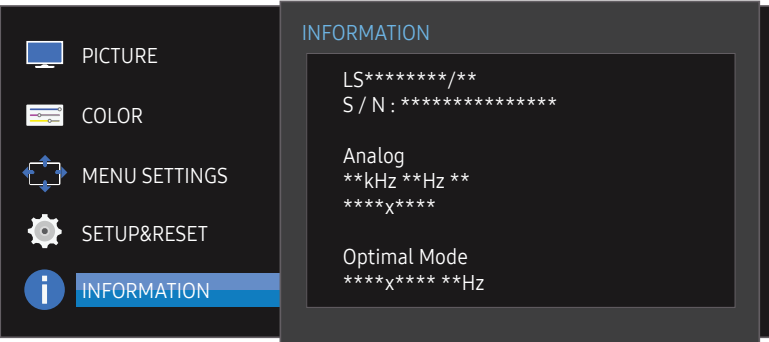 PICTURE
COLOR
MENU SETTINGS
SETUP&RESET
INFORMATION
INFORMATION
LS********/**
S / N : ***************
Analog
**kHz **Hz **
****x****
Optimal Mode
****x**** **Hz